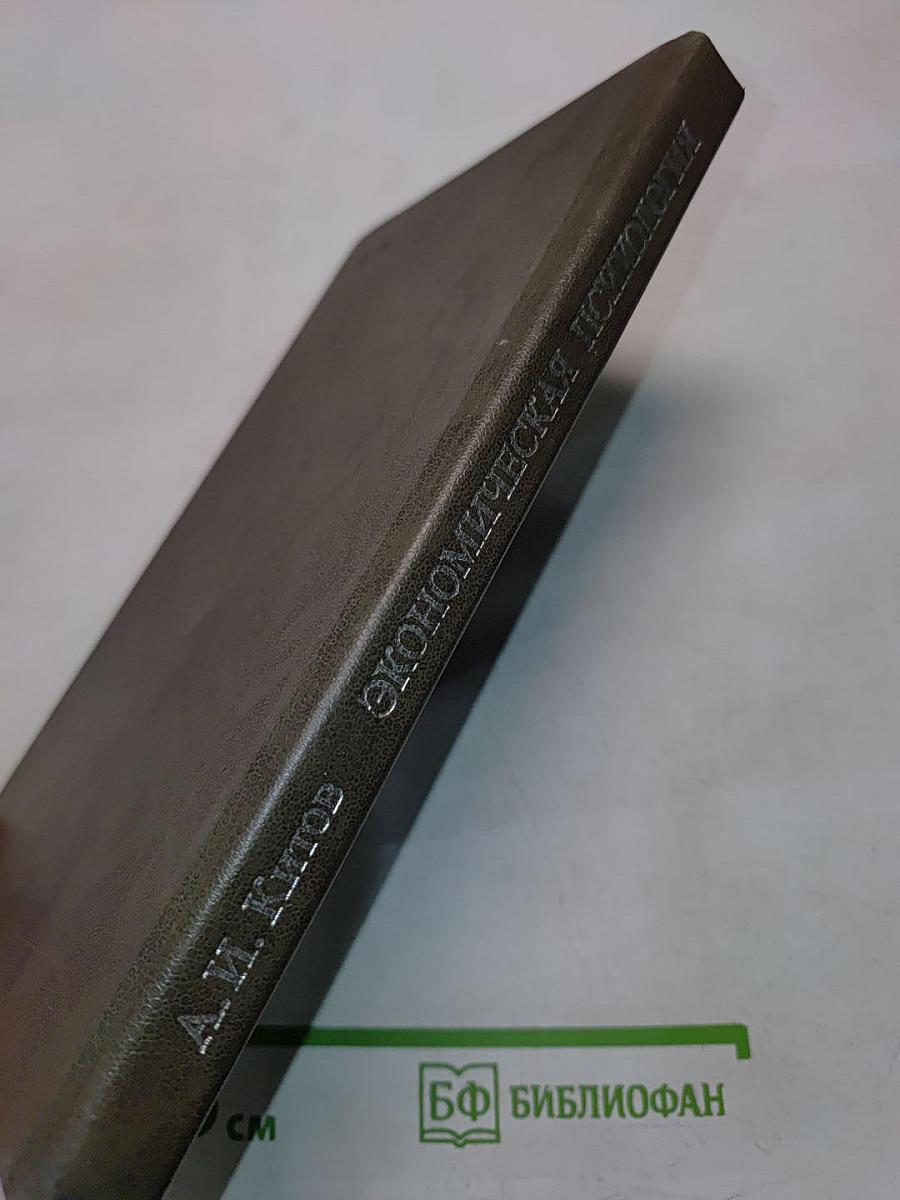 А. И. Китов ЭКОНОМИЧЕСКАЯ ПСИХОЛОГИЯ
см
БФ БИБЛИОФАН